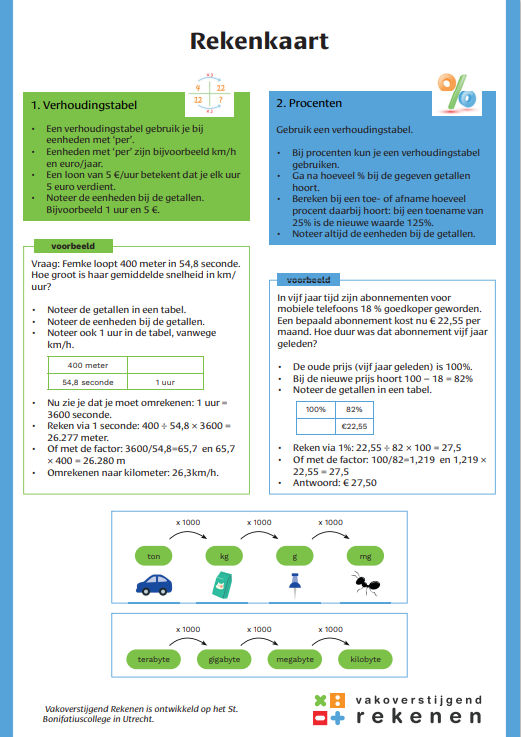 Rekenkaart
x 3
4 12
12 ?
x 3
1. Verhoudingstabel
• Een verhoudingstabel gebruik je bij
eenheden met ‘per’.
• Eenheden met ‘per’ zijn bijvoorbeeld km/h
en euro/jaar.
• Een loon van 5 €/uur betekent dat je elk uur
5 euro verdient.
• Noteer de eenheden bij de getallen.
Bijvoorbeeld 1 uur en 5 €.
voorbeeld
Vraag: Femke loopt 400 meter in 54,8 seconde.
Hoe groot is haar gemiddelde snelheid in km/
uur?
• Noteer de getallen in een tabel.
• Noteer de eenheden bij de getallen.
• Noteer ook 1 uur in de tabel, vanwege
km/h.
400 meter
54,8 seconde 1 uur
• Nu zie je dat je moet omrekenen: 1 uur =
3600 seconde.
• Reken via 1 seconde: 400 ÷ 54,8 × 3600 =
26.277 meter.
• Of met de factor: 3600/54,8=65,7 en 65,7
× 400 = 26.280 m
• Omrekenen naar kilometer: 26,3km/h.
2. Procenten
%
Gebruik een verhoudingstabel.
• Bij procenten kun je een verhoudingstabel
gebruiken.
• Ga na hoeveel % bij de gegeven getallen
hoort.
• Bereken bij een toe- of afname hoeveel
procent daarbij hoort: bij een toename van
25% is de nieuwe waarde 125%.
• Noteer altijd de eenheden bij de getallen.
voorbeeld
In vijf jaar tijd zijn abonnementen voor
mobiele telefoons 18 % goedkoper geworden.
Een bepaald abonnement kost nu € 22,55 per
maand. Hoe duur was dat abonnement vijf jaar
geleden?
• De oude prijs (vijf jaar geleden) is 100%.
• Bij de nieuwe prijs hoort 100 – 18 = 82%
• Noteer de getallen in een tabel.
100% 82%
€22,55
• Reken via 1%: 22,55 ÷ 82 × 100 = 27,5
• Of met de factor: 100/82=1,219 en 1,219 ×
22,55 = 27,5
• Antwoord: € 27,50
x 1000 x 1000 x 1000
ton kg g mg
x 1000 x 1000 x 1000
terabyte gigabyte megabyte kilobyte
Vakoverstijgend Rekenen is ontwikkeld op het St.
Bonifatiuscollege in Utrecht.
vakoverstijgend
rekenen